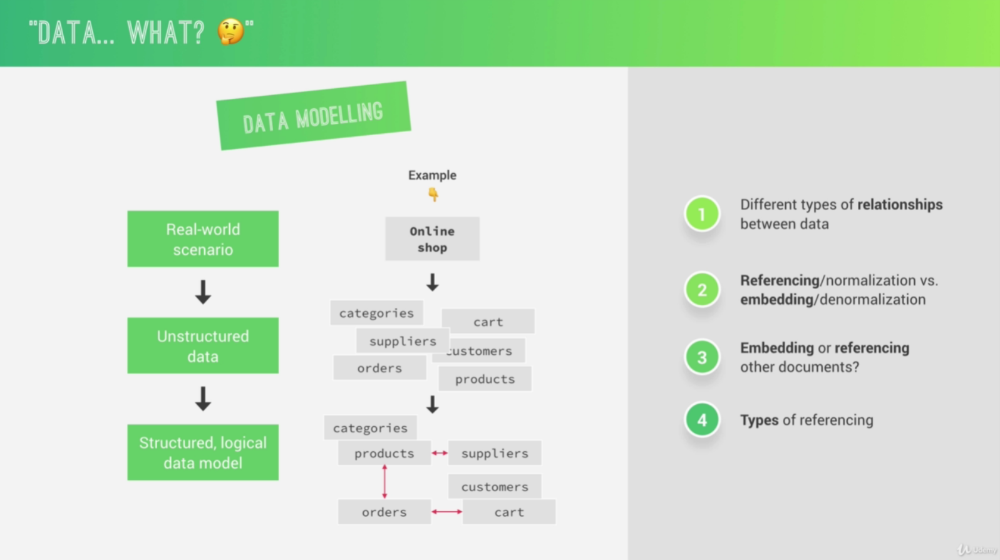 "DATA... WHAT? 🤔"
DATA MODELLING
Example
👇
Real-world
scenario
Unstructured
data
Structured, logical
data model
Online
shop
categories
cart
suppliers
customers
orders
products
categories
products
suppliers
customers
orders
cart
1
Different types of relationships
between data
2
Referencing/normalization vs.
embedding/denormalization
3
Embedding or referencing
other documents?
4
Types of referencing
Udemy